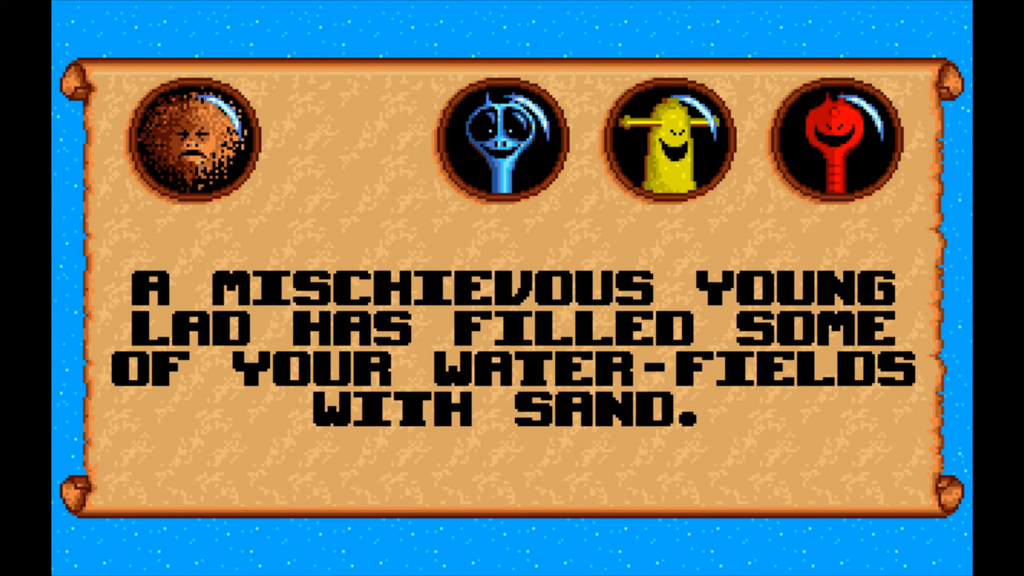 A MISCHIEVOUS YOUNG
LAD HAS FILLED SOME
OF YOUR WATER-FIELDS
WITH SAND.